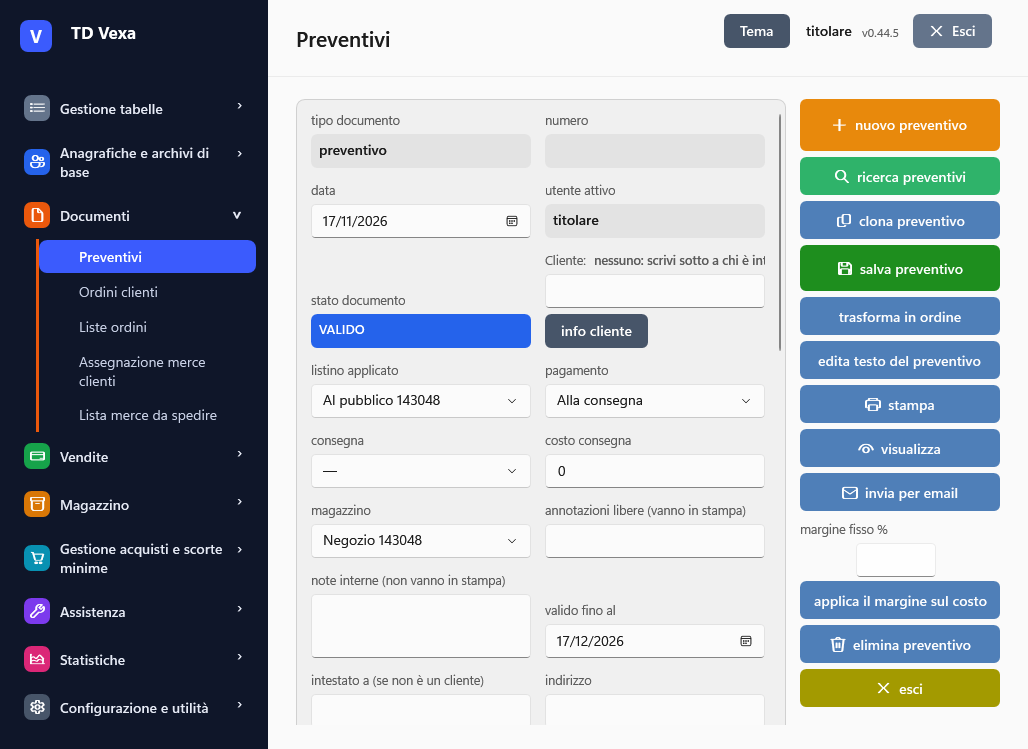 V
TD Vexa
Gestione tabelle
Anagrafiche e archivi di
base
Documenti
Preventivi
Ordini clienti
Liste ordini
Assegnazione merce
clienti
Lista merce da spedire
Vendite
Magazzino
Gestione acquisti e scorte
minime
Assistenza
Statistiche
Configurazione e utilità
Preventivi
Tema
titolare
v0.44.5
Esci
tipo documento
numero
preventivo
data
utente attivo
17/11/2026
titolare
Cliente: nessuno: scrivi sotto a chi è int
stato documento
VALIDO
info cliente
listino applicato
pagamento
Al pubblico 143048
Alla consegna
consegna
costo consegna
—
0
magazzino
annotazioni libere (vanno in stampa)
Negozio 143048
note interne (non vanno in stampa)
valido fino al
17/12/2026
intestato a (se non è un cliente)
indirizzo
nuovo preventivo
ricerca preventivi
clona preventivo
salva preventivo
trasforma in ordine
edita testo del preventivo
stampa
visualizza
invia per email
margine fisso %
applica il margine sul costo
elimina preventivo
esci